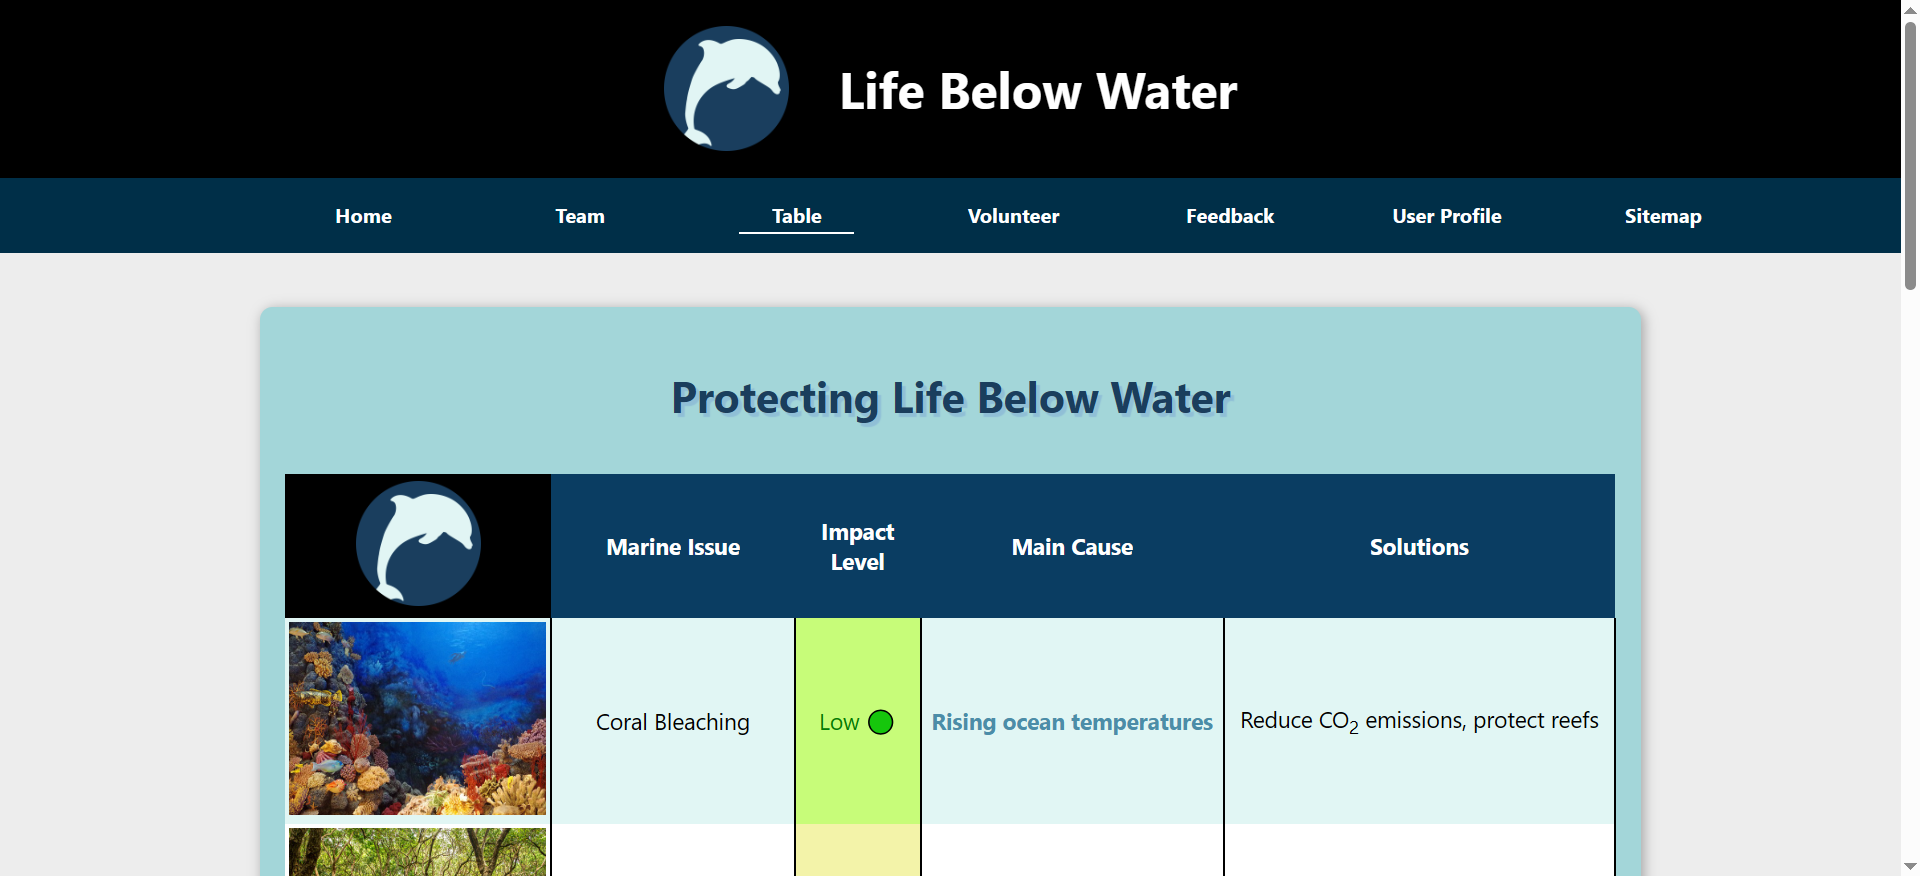 Life Below Water
Home Team Table Volunteer Feedback User Profile Sitemap
Protecting Life Below Water
Marine Issue
Impact
Level
Main Cause
Solutions
Coral Bleaching
Low
Rising ocean temperatures
Reduce CO₂ emissions, protect reefs